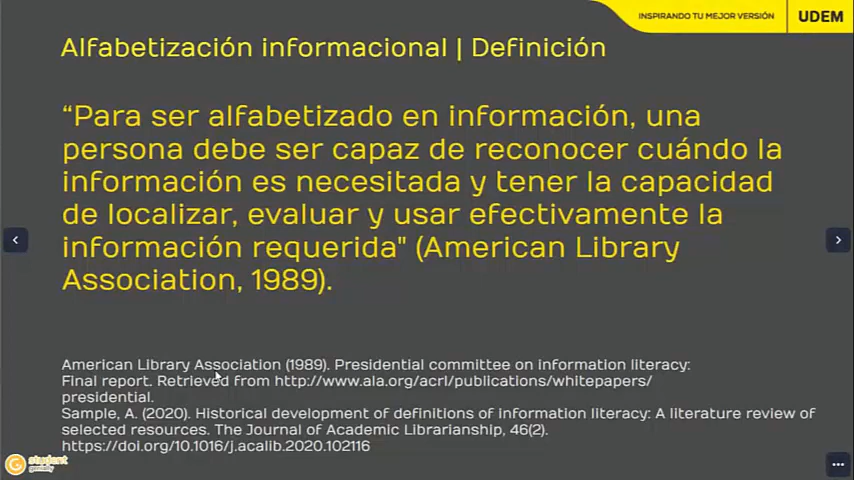 INSPIRANDO TU MEJOR VERSIÓN
UDEM
Alfabetización informacional | Definición
“Para ser alfabetizado en información, una
persona debe ser capaz de reconocer cuándo la
información es necesitada y tener la capacidad
de localizar, evaluar y usar efectivamente la
información requerida" (American Library
Association, 1989).
American Library Association (1989). Presidential committee on information literacy:
Final report. Retrieved from http://www.ala.org/acrl/publications/whitepapers/
presidential.
Sample, A. (2020). Historical development of definitions of information literacy: A literature review of
selected resources. The Journal of Academic Librarianship, 46(2).
https://doi.org/10.1016/j.acalib.2020.102116
student
genially